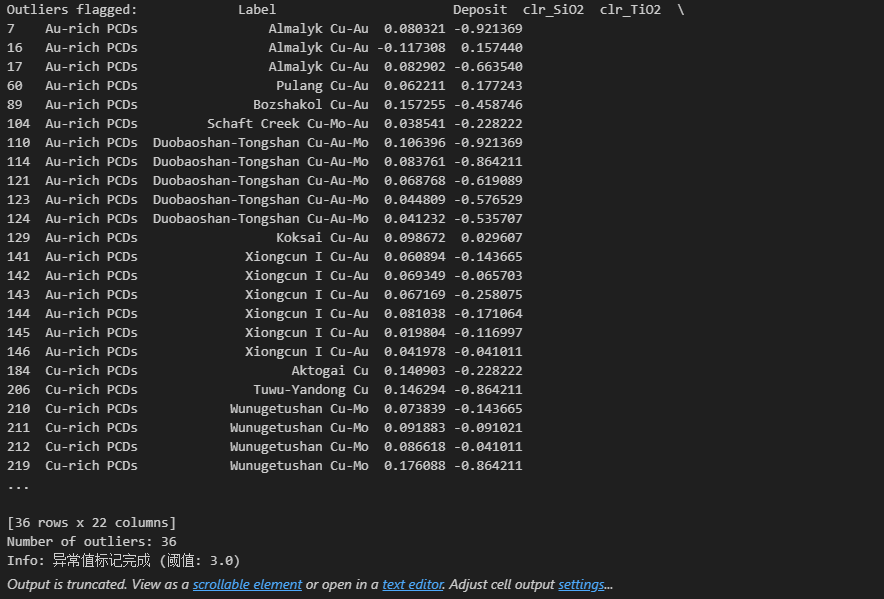 Outliers flagged:             Label                       Deposit  clr_SiO2  clr_TiO2  \
7    Au-rich PCDs                 Almalyk Cu-Au  0.080321 -0.921369
16   Au-rich PCDs                 Almalyk Cu-Au -0.117308  0.157440
17   Au-rich PCDs                 Almalyk Cu-Au  0.082902 -0.663540
60   Au-rich PCDs                  Pulang Cu-Au  0.062211  0.177243
89   Au-rich PCDs               Bozshakol Cu-Au  0.157255 -0.458746
104  Au-rich PCDs         Schaft Creek Cu-Mo-Au  0.038541 -0.228222
110  Au-rich PCDs  Duobaoshan-Tongshan Cu-Au-Mo  0.106396 -0.921369
114  Au-rich PCDs  Duobaoshan-Tongshan Cu-Au-Mo  0.083761 -0.864211
121  Au-rich PCDs  Duobaoshan-Tongshan Cu-Au-Mo  0.068768 -0.619089
123  Au-rich PCDs  Duobaoshan-Tongshan Cu-Au-Mo  0.044809 -0.576529
124  Au-rich PCDs  Duobaoshan-Tongshan Cu-Au-Mo  0.041232 -0.535707
129  Au-rich PCDs                  Koksai Cu-Au  0.098672  0.029607
141  Au-rich PCDs              Xiongcun I Cu-Au  0.060894 -0.143665
142  Au-rich PCDs              Xiongcun I Cu-Au  0.069349 -0.065703
143  Au-rich PCDs              Xiongcun I Cu-Au  0.067169 -0.258075
144  Au-rich PCDs              Xiongcun I Cu-Au  0.081038 -0.171064
145  Au-rich PCDs              Xiongcun I Cu-Au  0.019804 -0.116997
146  Au-rich PCDs              Xiongcun I Cu-Au  0.041978 -0.041011
184  Cu-rich PCDs                    Aktogai Cu  0.140903 -0.228222
206  Cu-rich PCDs               Tuwu-Yandong Cu  0.146294 -0.864211
210  Cu-rich PCDs            Wunugetushan Cu-Mo  0.073839 -0.143665
211  Cu-rich PCDs            Wunugetushan Cu-Mo  0.091883 -0.091021
212  Cu-rich PCDs            Wunugetushan Cu-Mo  0.086618 -0.041011
219  Cu-rich PCDs            Wunugetushan Cu-Mo  0.176088 -0.864211
...
[36 rows x 22 columns]
Number of outliers: 36
Info: 异常值标记完成 (阈值: 3.0)
Output is truncated. View as a scrollable element or open in a text editor. Adjust cell output settings...